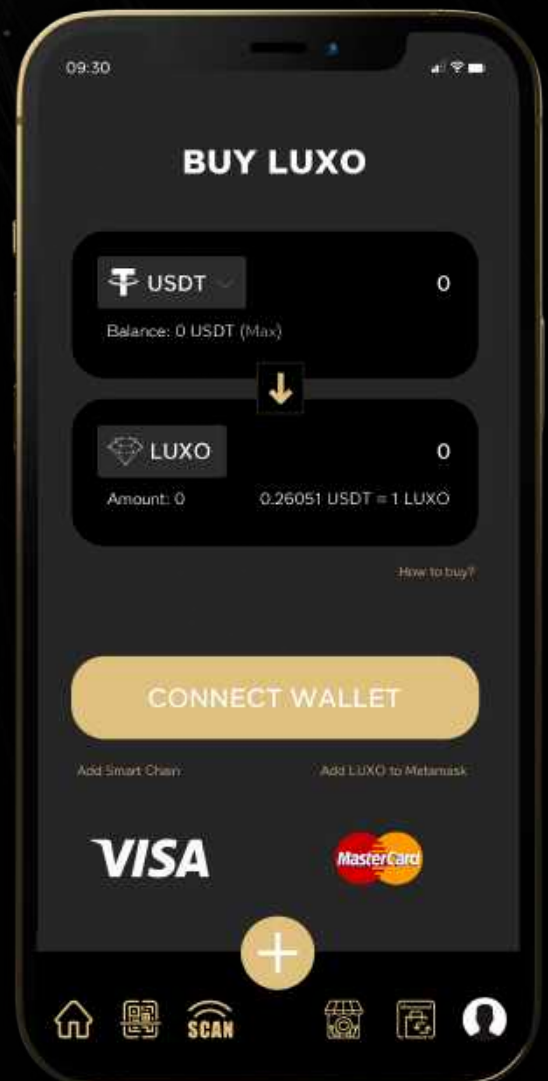 09:30
BUY LUXO
USDT 0
Balance: 0 USDT (Max)
LUXO 0
Amount: 0 0.26051 USDT = 1 LUXO
How to buy?
CONNECT WALLET
Add Smart Chain Add LUXO to Metamask
VISA MasterCard
SCAN